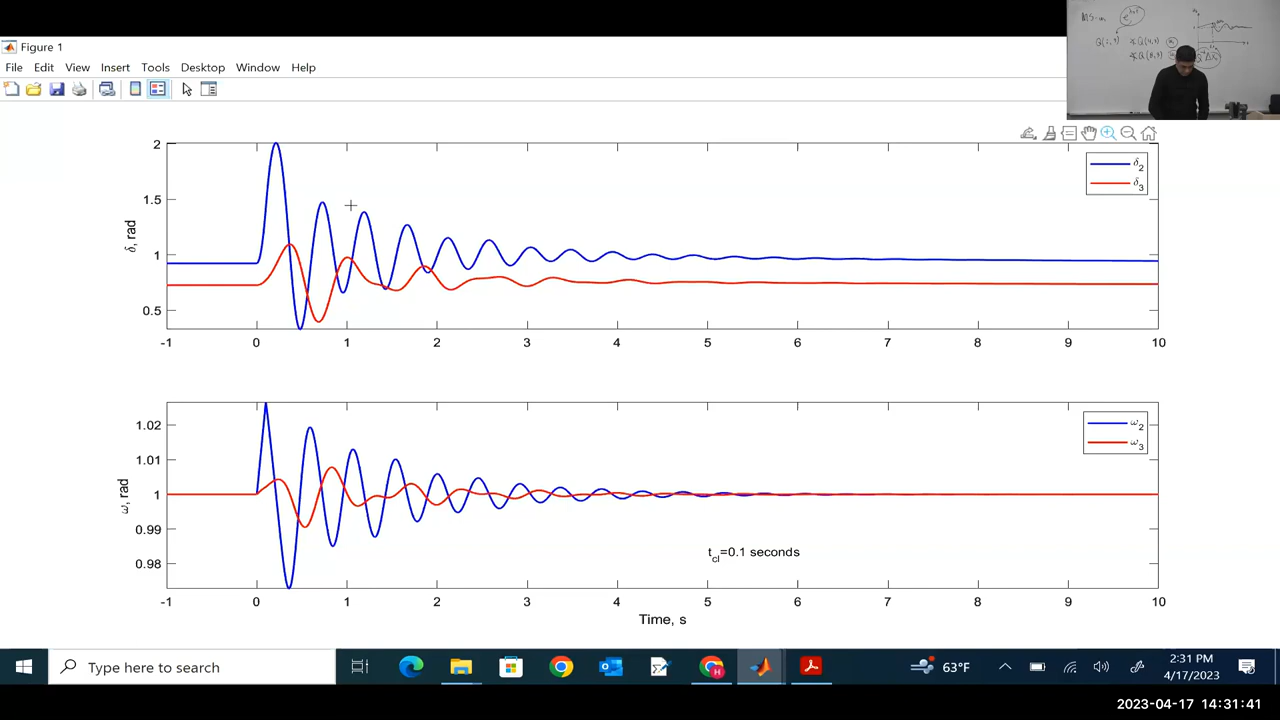 Figure 1
File Edit View Insert Tools Desktop Window Help
2
1.5
1
0.5
δ, rad
δ2
δ3
-1 0 1 2 3 4 5 6 7 8 9 10
1.02
1.01
1
0.99
0.98
ω, rad
ω2
ω3
tcl=0.1 seconds
-1 0 1 2 3 4 5 6 7 8 9 10
Time, s
Type here to search
63°F
2:31 PM
4/17/2023
2023-04-17 14:31:41